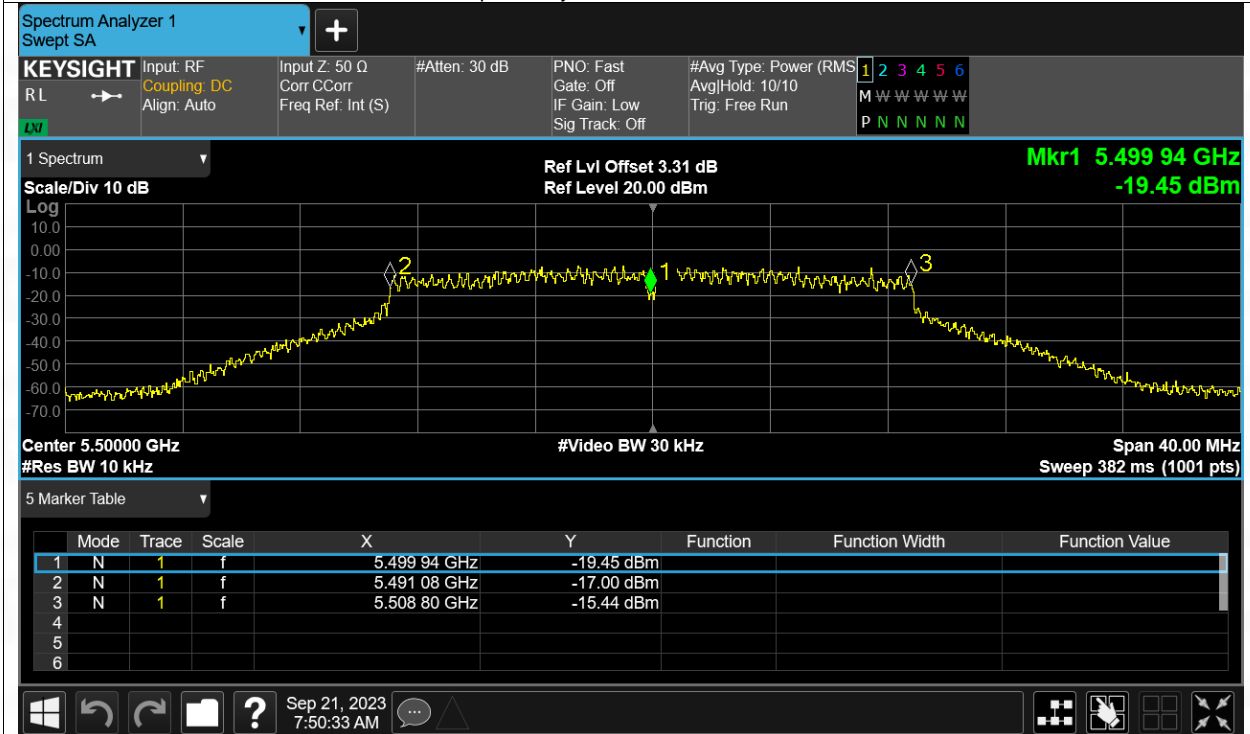 Spectrum Analyzer 1
Swept SA
+
KEYSIGHT Input: RF Input Z: 50 Ω #Atten: 30 dB PNO: Fast #Avg Type: Power (RMS 1 2 3 4 5 6
R L Coupling: DC Corr CCorr Gate: Off Avg|Hold: 10/10 M W W W W W
Align: Auto Freq Ref: Int (S) IF Gain: Low Trig: Free Run
LXI Sig Track: Off P N N N N N
1 Spectrum
Scale/Div 10 dB
Ref Lvl Offset 3.31 dB
Ref Level 20.00 dBm
Mkr1 5.499 94 GHz
-19.45 dBm
Log
10.0
0.00
-10.0
-20.0
-30.0
-40.0
-50.0
-60.0
-70.0
2
1
3
Center 5.50000 GHz #Video BW 30 kHz Span 40.00 MHz
#Res BW 10 kHz Sweep 382 ms (1001 pts)
5 Marker Table
Mode Trace Scale X Y Function Function Width Function Value
1 N 1 f 5.499 94 GHz -19.45 dBm
2 N 1 f 5.491 08 GHz -17.00 dBm
3 N 1 f 5.508 80 GHz -15.44 dBm
4
5
6
?
Sep 21, 2023
7:50:33 AM